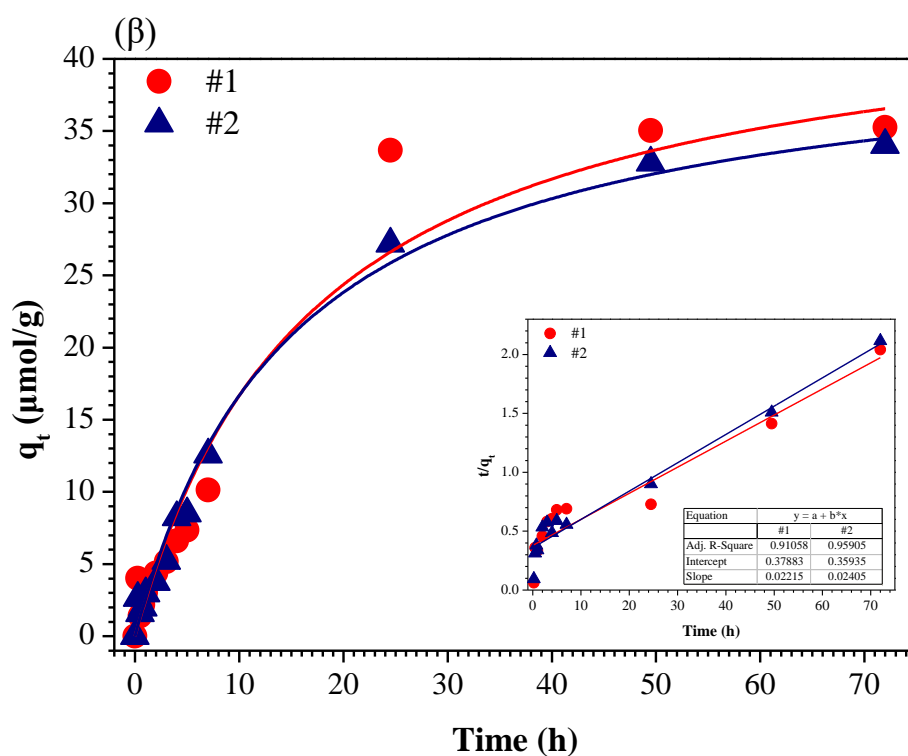 (β)
40
35
30
25
20
15
10
5
0
q_t (μmol/g)
#1
#2
0 10 20 30 40 50 60 70
Time (h)
#1
#2
2.0
1.5
1.0
0.5
0.0
t/q_t
0 10 20 30 40 50 60 70
Time (h)
Equation y = a + b*x
#1 #2
Adj. R-Square 0.91058 0.95905
Intercept 0.37883 0.35935
Slope 0.02215 0.02405